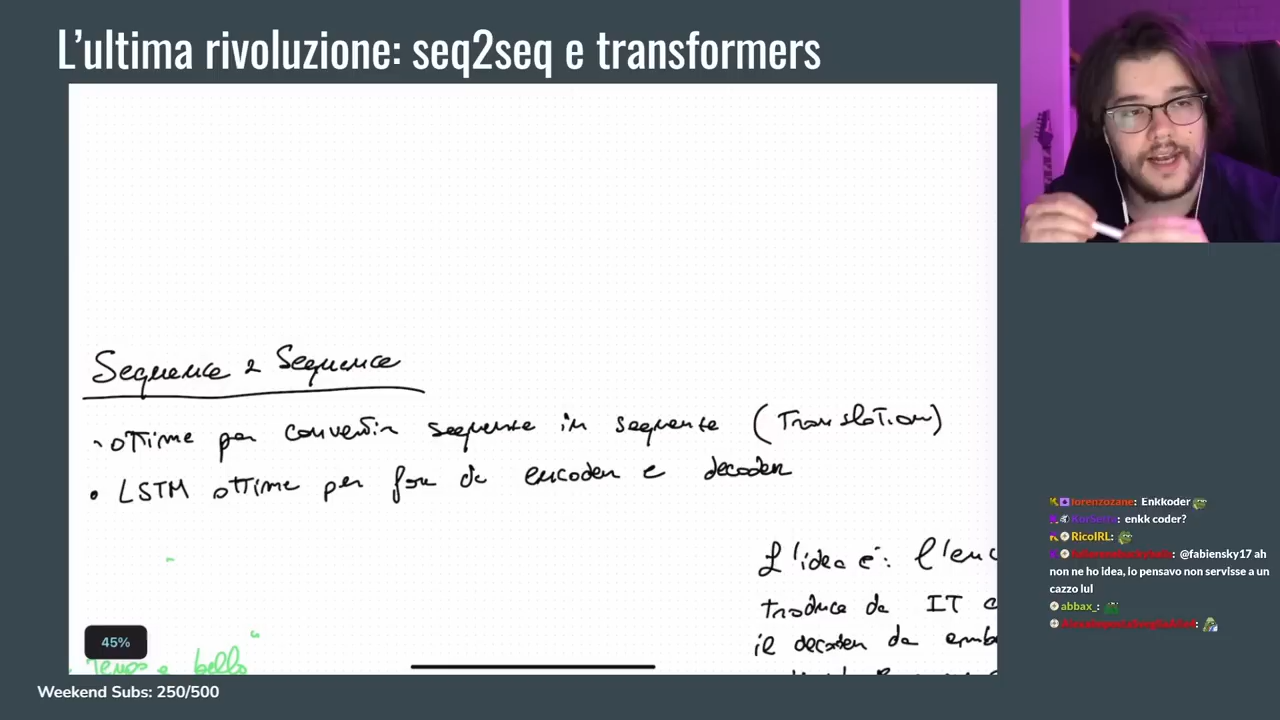 L'ultima rivoluzione: seq2seq e transformers
Sequence 2 Sequence
ottime per convertire sequenze in sequenze (Translation)
• LSTM ottime per fare da encoder e decoder
L'idea è: l'enc
traduce da IT
il decoder da emb
45%
Tempo è bello"
Weekend Subs: 250/500
lorenzozane: Enkkoder
enkk coder?
RicoIRL:
: @fabiensky17 ah
non ne ho idea, io pensavo non servisse a un
cazzo lul
abbax_: